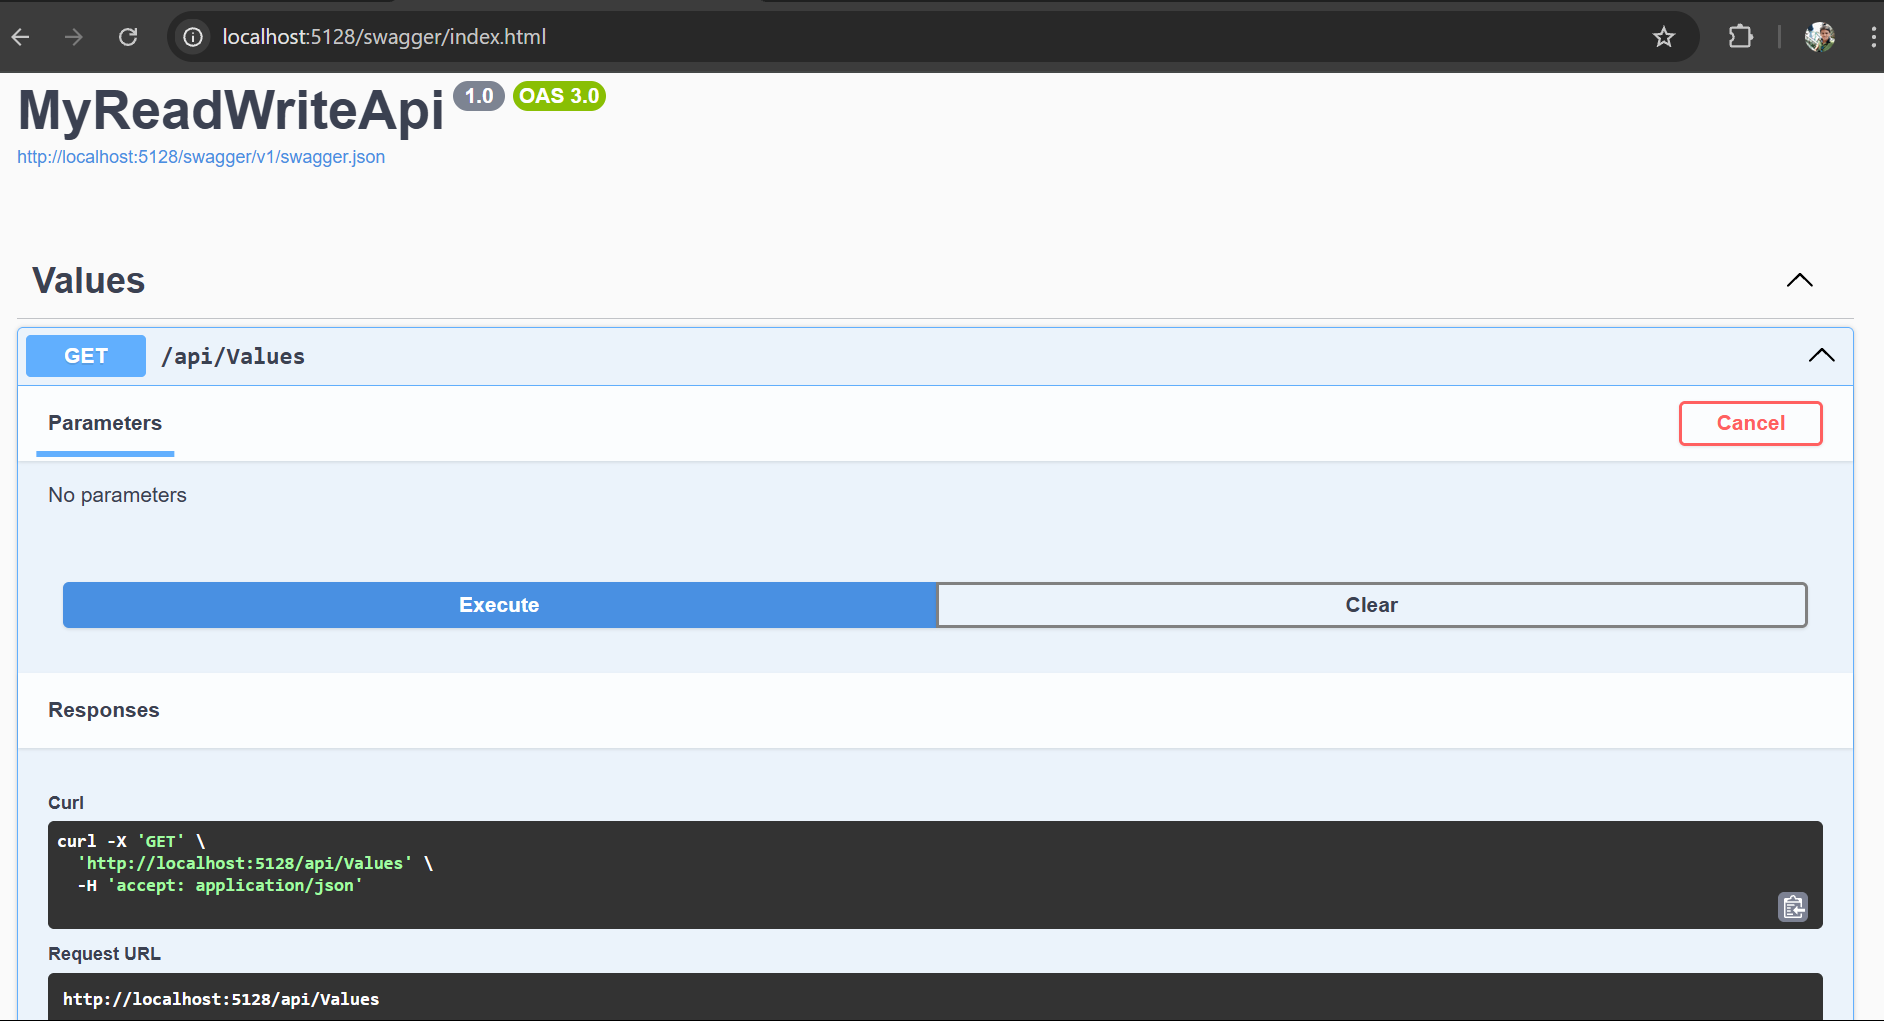 localhost:5128/swagger/index.html
MyReadWriteApi 1.0 OAS 3.0
http://localhost:5128/swagger/v1/swagger.json
Values
GET /api/Values
Parameters
Cancel
No parameters
Execute
Clear
Responses
Curl
curl -X 'GET' \
'http://localhost:5128/api/Values' \
-H 'accept: application/json'
Request URL
http://localhost:5128/api/Values